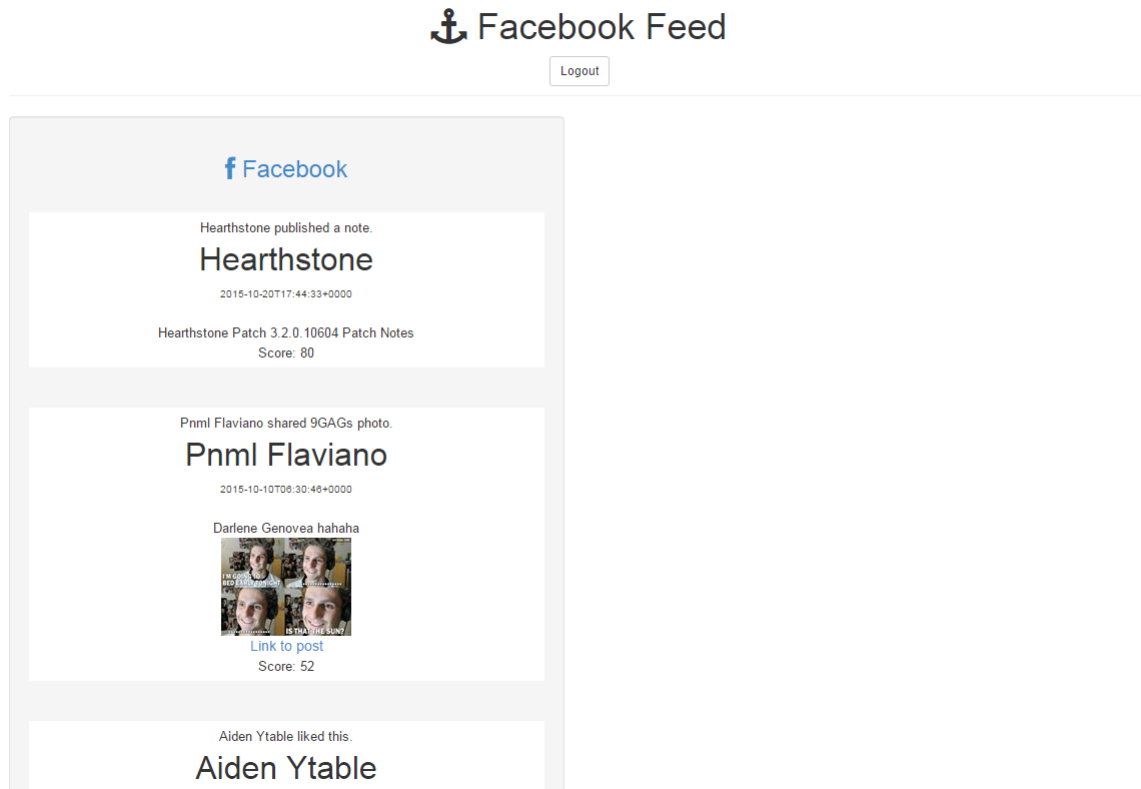 Facebook Feed
Logout
Facebook
Hearthstone published a note.
Hearthstone
2015-10-20T17:44:33+0000
Hearthstone Patch 3.2.0.10604 Patch Notes
Score: 80
Pnml Flaviano shared 9GAGs photo.
Pnml Flaviano
2015-10-10T06:30:46+0000
Darlene Genovea hahaha
I'M GOING TO
BED EARLY TONIGHT
IS THAT THE SUN?
Link to post
Score: 52
Aiden Ytable liked this.
Aiden Ytable